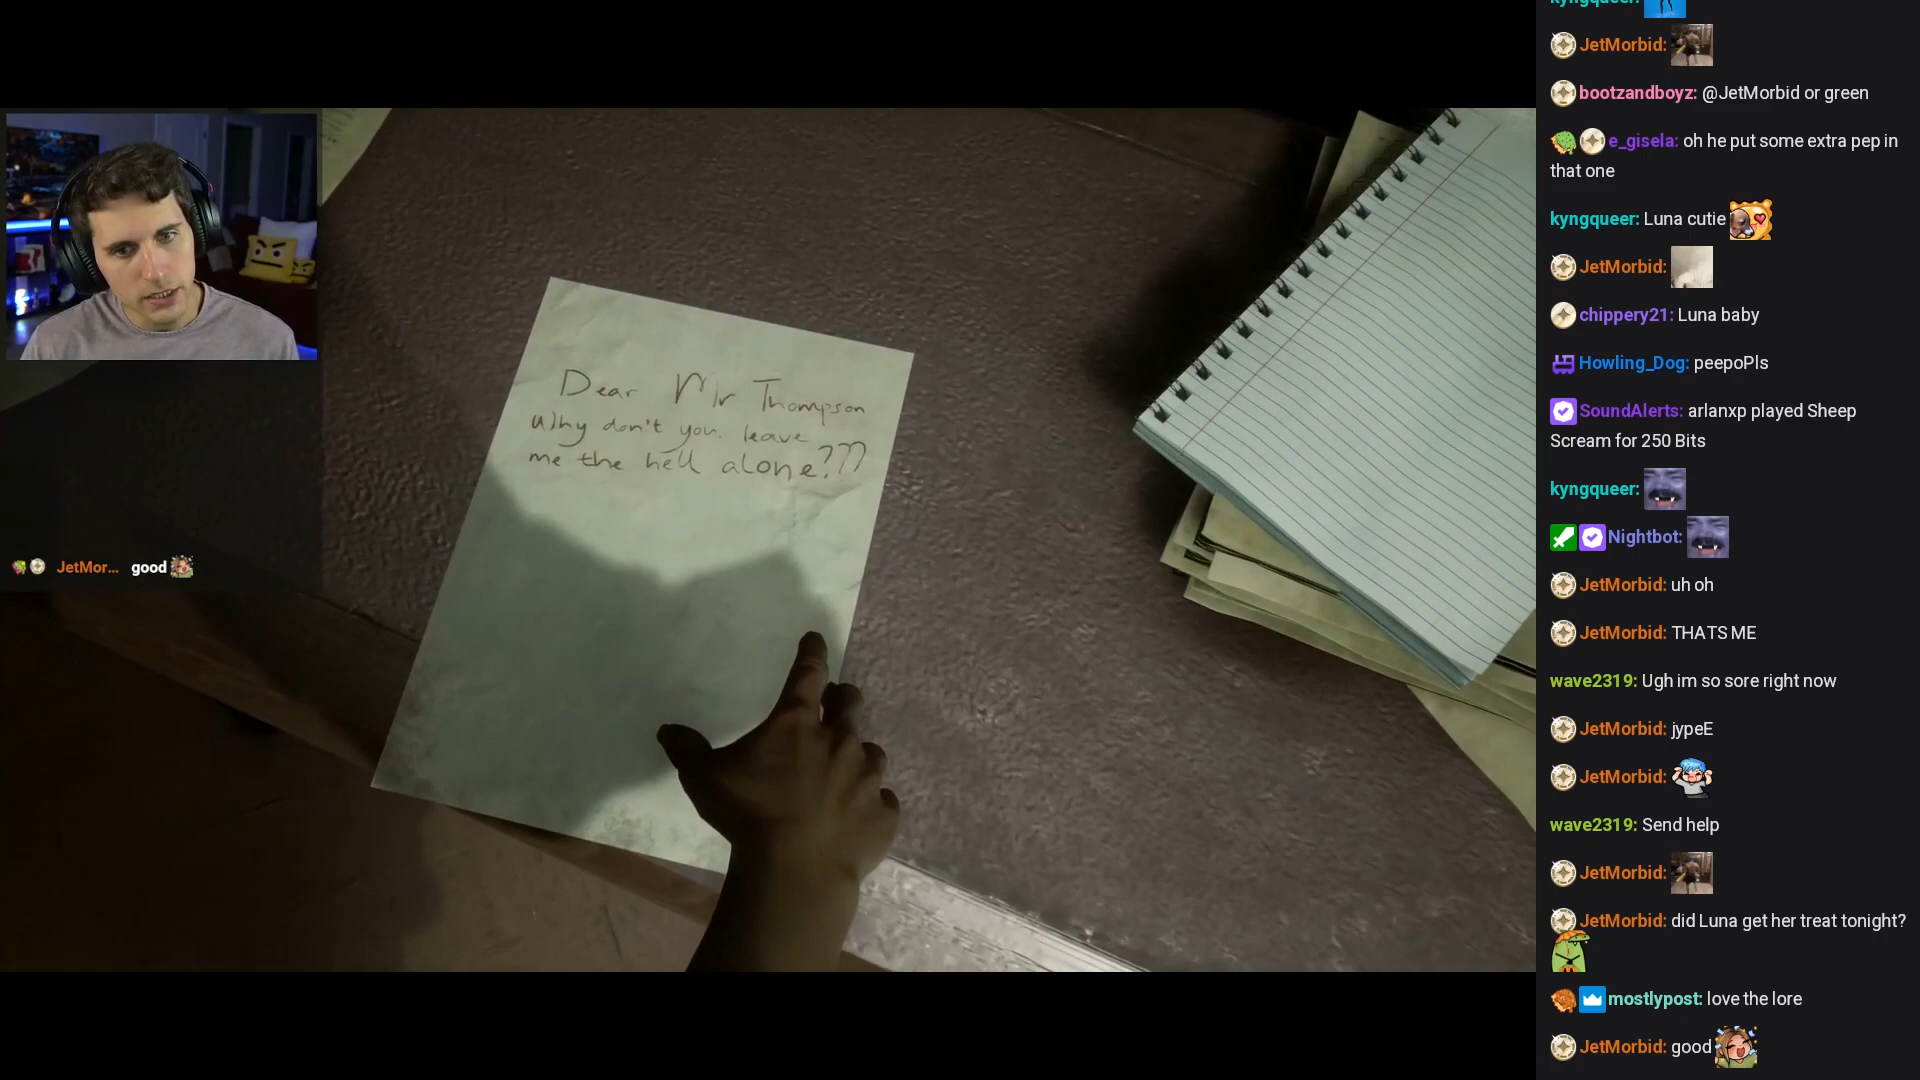 kyngqueer:
JetMorbid:
bootzandboyz: @JetMorbid or green
e_gisela: oh he put some extra pep in
that one
kyngqueer: Luna cutie
JetMorbid:
chippery21: Luna baby
Howling_Dog: peepoPls
SoundAlerts: arlanxp played Sheep
Scream for 250 Bits
kyngqueer:
Nightbot:
JetMorbid: uh oh
JetMorbid: THATS ME
wave2319: Ugh im so sore right now
JetMorbid: jypeE
JetMorbid:
wave2319: Send help
JetMorbid:
JetMorbid: did Luna get her treat tonight?
mostlypost: love the lore
JetMorbid: good
Dear Mr Thompson
Why don't you leave
me the hell alone???
JetMor... good